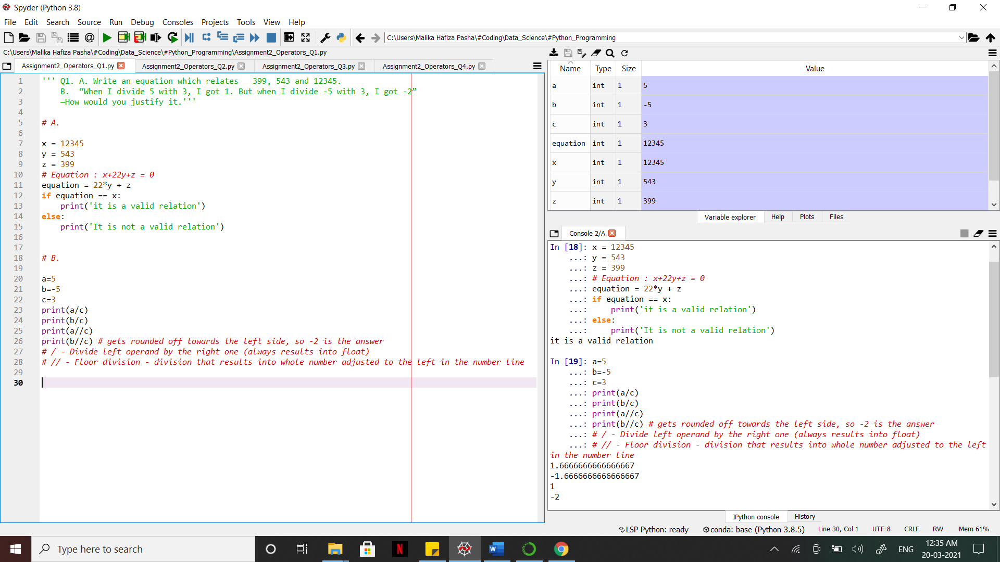 Spyder (Python 3.8)
File Edit Search Source Run Debug Consoles Projects Tools View Help
C:\Users\Malika Hafiza Pasha\#Coding\Data_Science\#Python_Programming
C:\Users\Malika Hafiza Pasha\#Coding\Data_Science\#Python_Programming\Assignment2_Operators_Q1.py
Assignment2_Operators_Q1.py Assignment2_Operators_Q2.py Assignment2_Operators_Q3.py Assignment2_Operators_Q4.py
1 ''' Q1. A. Write an equation which relates   399, 543 and 12345.
2     B.  “When I divide 5 with 3, I got 1. But when I divide -5 with 3, I got -2”
3     —How would you justify it.'''
4
5 # A.
6
7 x = 12345
8 y = 543
9 z = 399
10 # Equation : x+22y+z = 0
11 equation = 22*y + z
12 if equation == x:
13     print('it is a valid relation')
14 else:
15     print('It is not a valid relation')
16
17
18 # B.
19
20 a=5
21 b=-5
22 c=3
23 print(a/c)
24 print(b/c)
25 print(a//c)
26 print(b//c) # gets rounded off towards the left side, so -2 is the answer
27 # / - Divide left operand by the right one (always results into float)
28 # // - Floor division - division that results into whole number adjusted to the left in the number line
29
30
Name Type Size Value
a int 1 5
b int 1 -5
c int 1 3
equation int 1 12345
x int 1 12345
y int 1 543
z int 1 399
Variable explorer Help Plots Files
Console 2/A
In [18]: x = 12345
...: y = 543
...: z = 399
...: # Equation : x+22y+z = 0
...: equation = 22*y + z
...: if equation == x:
...:     print('it is a valid relation')
...: else:
...:     print('It is not a valid relation')
it is a valid relation
In [19]: a=5
...: b=-5
...: c=3
...: print(a/c)
...: print(b/c)
...: print(a//c)
...: print(b//c) # gets rounded off towards the left side, so -2 is the answer
...: # / - Divide left operand by the right one (always results into float)
...: # // - Floor division - division that results into whole number adjusted to the left
in the number line
1.6666666666666667
-1.6666666666666667
1
-2
IPython console History
LSP Python: ready conda: base (Python 3.8.5) Line 30, Col 1 UTF-8 CRLF RW Mem 61%
Type here to search
ENG
12:35 AM
20-03-2021